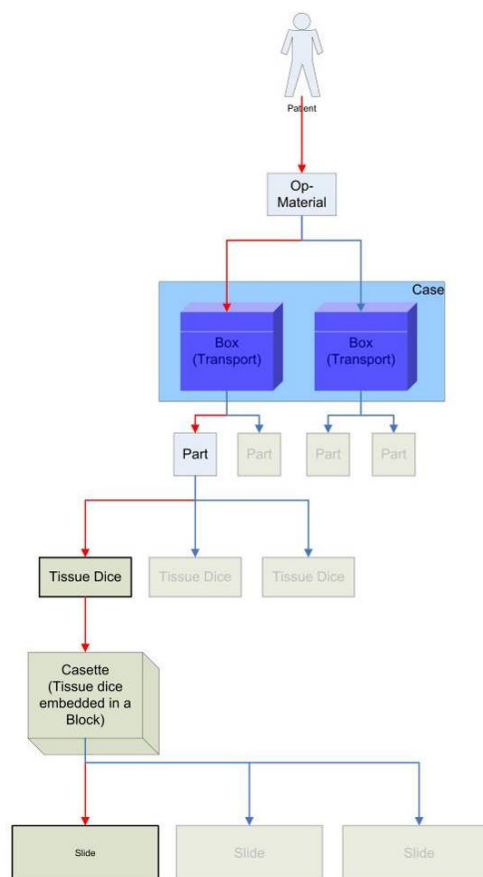 Patient
Op-
Material
Case
Box
(Transport)
Box
(Transport)
Part
Part
Part
Part
Tissue Dice
Tissue Dice
Tissue Dice
Casette
(Tissue dice
embedded in a
Block)
Slide
Slide
Slide